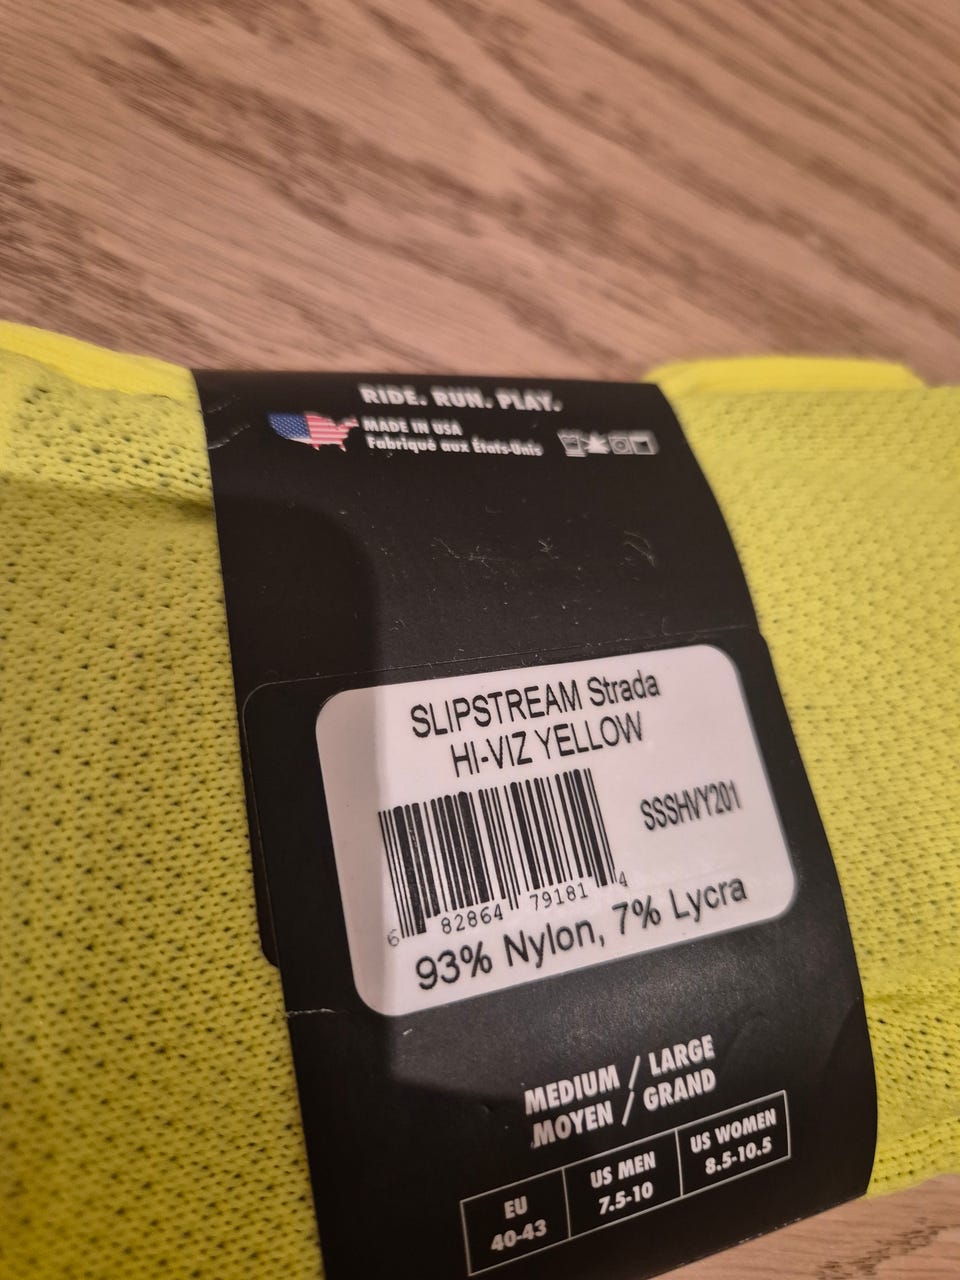 RIDE. RUN. PLAY.
MADE IN USA
Fabriqué aux États-Unis
SLIPSTREAM Strada
HI-VIZ YELLOW
SSSHVY201
6 82864 79181 4
93% Nylon, 7% Lycra
MEDIUM / LARGE
MOYEN / GRAND
EU
40-43
US MEN
7.5-10
US WOMEN
8.5-10.5